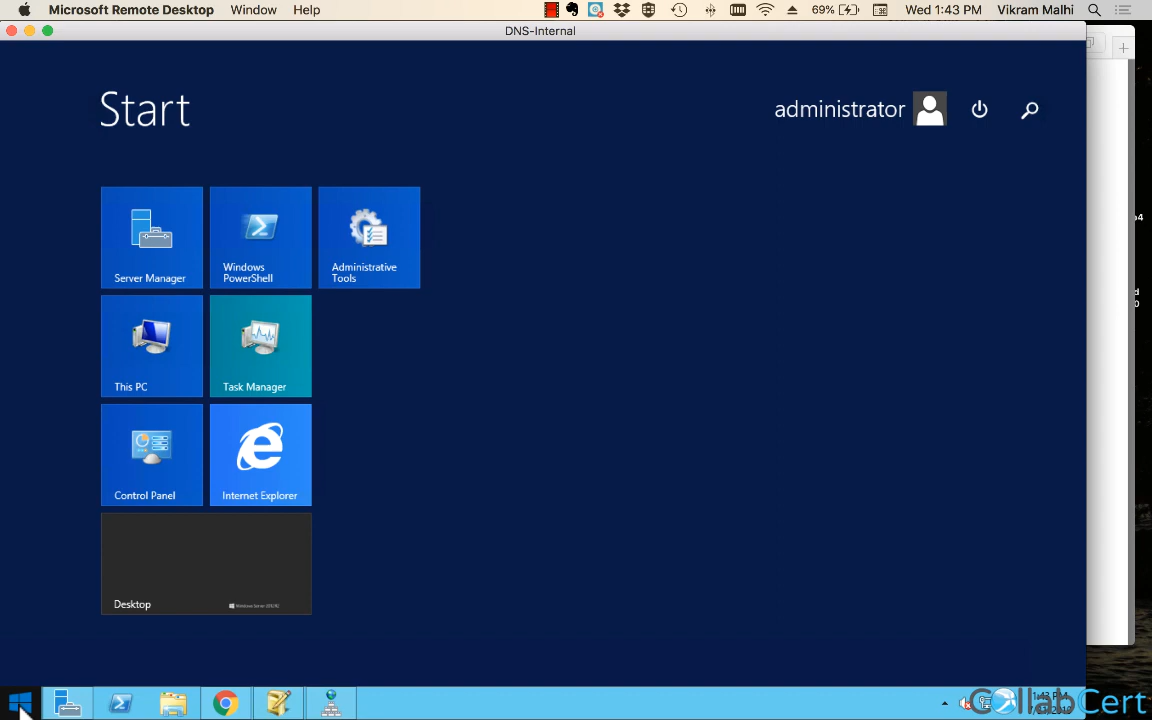 Microsoft Remote Desktop Window Help 69% Wed 1:43 PM Vikram Malhi
DNS-Internal
Start
administrator
Server Manager
Windows PowerShell
Administrative Tools
This PC
Task Manager
Control Panel
Internet Explorer
Desktop
CollabCert